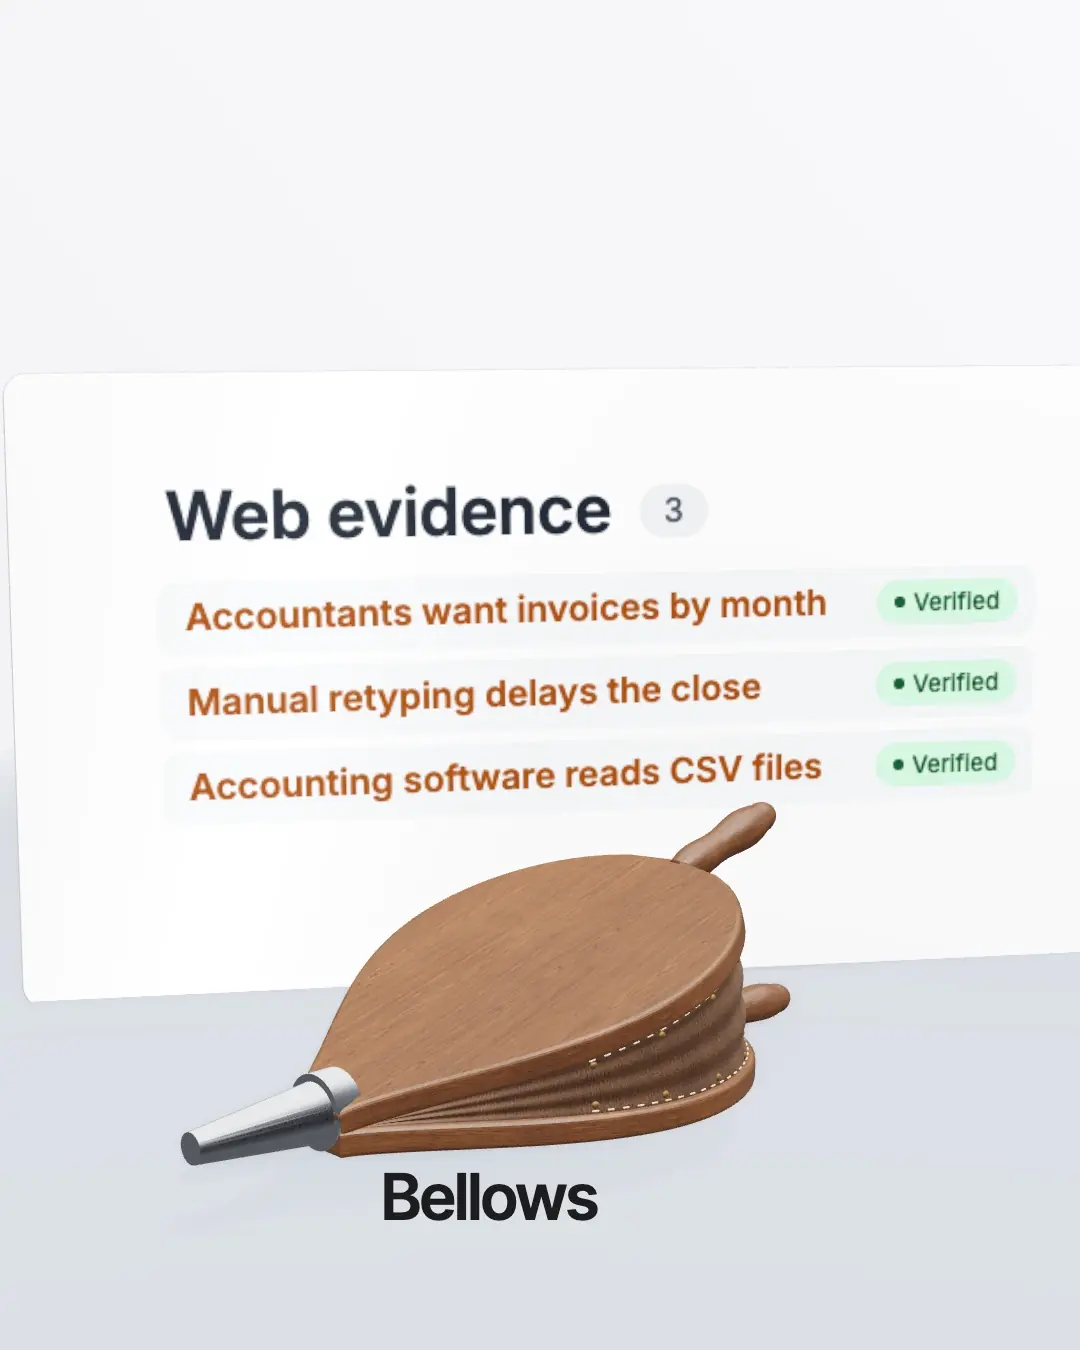 Web evidence 3
Accountants want invoices by month Verified
Manual retyping delays the close Verified
Accounting software reads CSV files Verified
Bellows